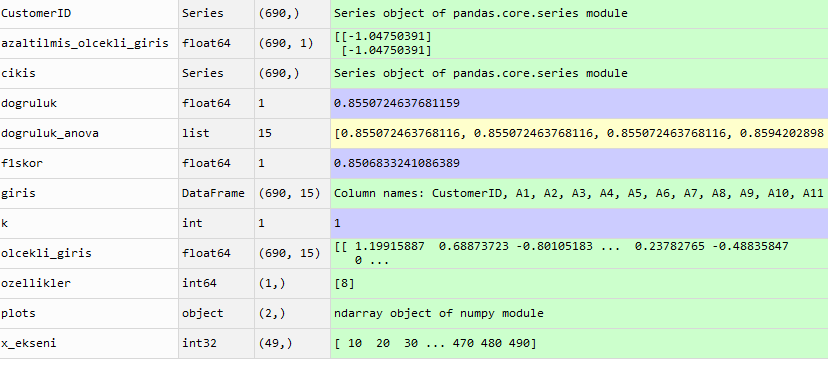 CustomerID Series (690,) Series object of pandas.core.series module
azaltilmis_olcekli_giris float64 (690, 1) [[-1.04750391]
[-1.04750391]
cikis Series (690,) Series object of pandas.core.series module
dogruluk float64 1 0.8550724637681159
dogruluk_anova list 15 [0.855072463768116, 0.855072463768116, 0.855072463768116, 0.8594202898
f1skor float64 1 0.8506833241086389
giris DataFrame (690, 15) Column names: CustomerID, A1, A2, A3, A4, A5, A6, A7, A8, A9, A10, A11
k int 1 1
olcekli_giris float64 (690, 15) [[ 1.19915887 0.68873723 -0.80105183 ... 0.23782765 -0.48835847
0 ...
ozellikler int64 (1,) [8]
plots object (2,) ndarray object of numpy module
x_ekseni int32 (49,) [ 10 20 30 ... 470 480 490]